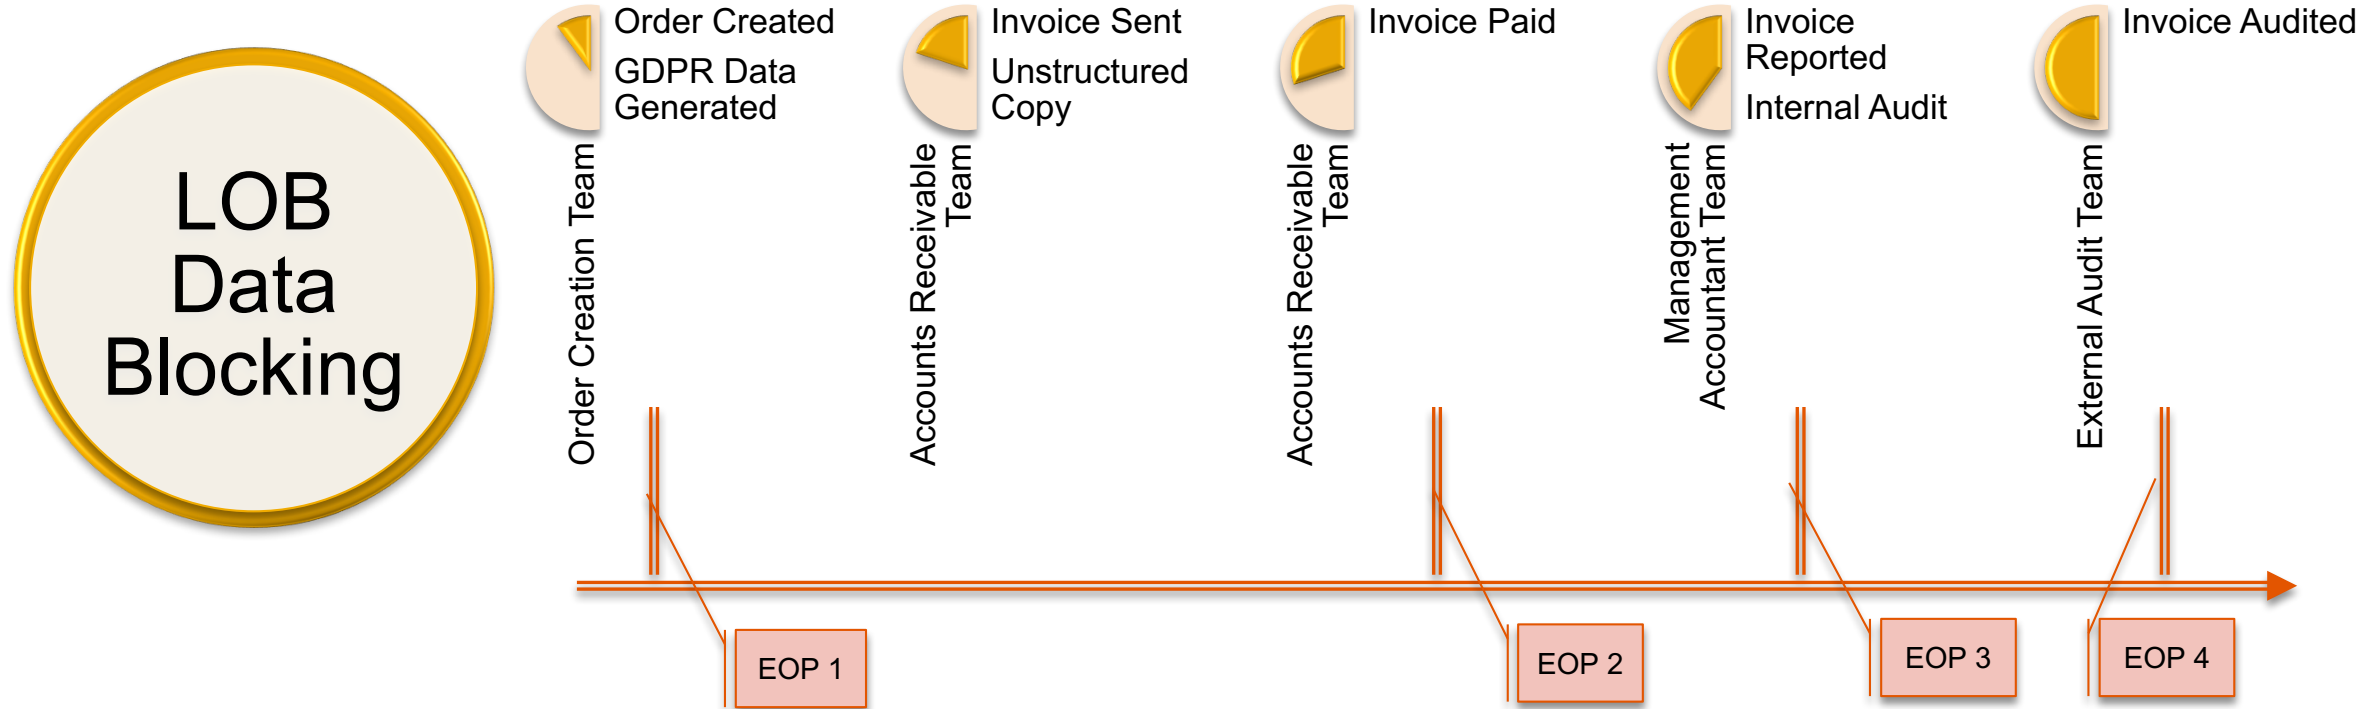 LOB
Data
Blocking
Order Created
GDPR Data
Generated
Order Creation Team
Invoice Sent
Unstructured
Copy
Accounts Receivable
Team
Invoice Paid
Accounts Receivable
Team
Invoice
Reported
Internal Audit
Management
Accountant Team
Invoice Audited
External Audit Team
EOP 1
EOP 2
EOP 3
EOP 4